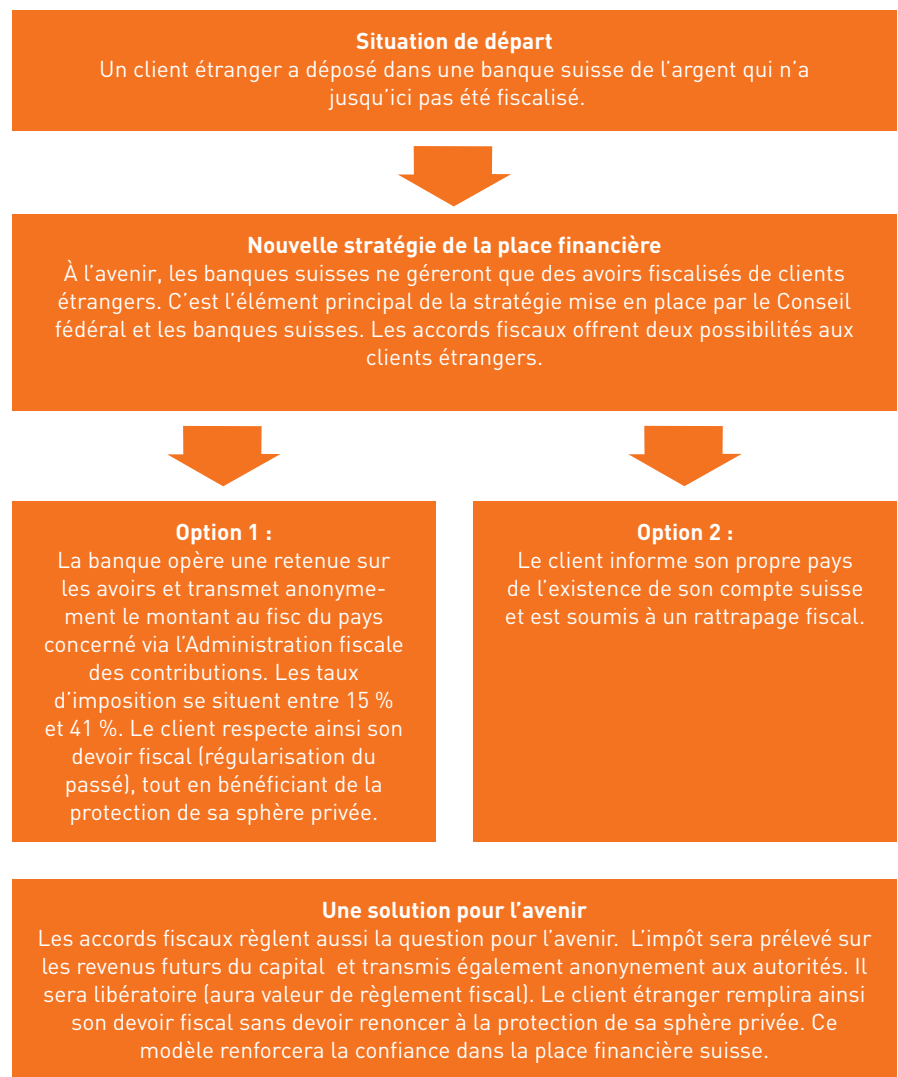 Situation de départ
Un client étranger a déposé dans une banque suisse de l’argent qui n’a
jusqu’ici pas été fiscalisé.
Nouvelle stratégie de la place financière
À l’avenir, les banques suisses ne géreront que des avoirs fiscalisés de clients
étrangers. C’est l’élément principal de la stratégie mise en place par le Conseil
fédéral et les banques suisses. Les accords fiscaux offrent deux possibilités aux
clients étrangers.
Option 1 :
La banque opère une retenue sur
les avoirs et transmet anonyme-
ment le montant au fisc du pays
concerné via l’Administration fiscale
des contributions. Les taux
d’imposition se situent entre 15 %
et 41 %. Le client respecte ainsi son
devoir fiscal (régularisation du
passé), tout en bénéficiant de la
protection de sa sphère privée.
Option 2 :
Le client informe son propre pays
de l’existence de son compte suisse
et est soumis à un rattrapage fiscal.
Une solution pour l’avenir
Les accords fiscaux règlent aussi la question pour l’avenir. L’impôt sera prélevé sur
les revenus futurs du capital et transmis également anonynement aux autorités. Il
sera libératoire (aura valeur de règlement fiscal). Le client étranger remplira ainsi
son devoir fiscal sans devoir renoncer à la protection de sa sphère privée. Ce
modèle renforcera la confiance dans la place financière suisse.